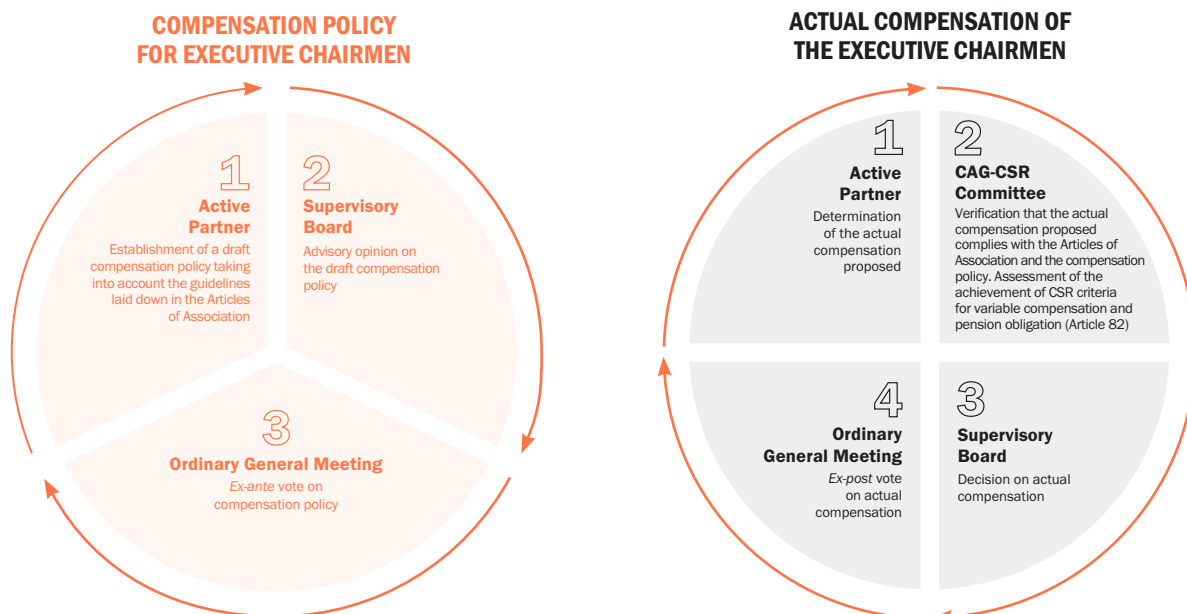 COMPENSATION POLICY
FOR EXECUTIVE CHAIRMEN
1
Active
Partner
Establishment of a draft
compensation policy taking
into account the guidelines
laid down in the Articles
of Association
2
Supervisory
Board
Advisory opinion on
the draft compensation
policy
3
Ordinary General Meeting
Ex-ante vote on
compensation policy
ACTUAL COMPENSATION OF
THE EXECUTIVE CHAIRMEN
1
Active
Partner
Determination
of the actual
compensation
proposed
2
CAG-CSR
Committee
Verification that the actual
compensation proposed
complies with the Articles of
Association and the compensation
policy. Assessment of the
achievement of CSR criteria
for variable compensation and
pension obligation (Article 82)
3
Supervisory
Board
Decision on actual
compensation
4
Ordinary
General Meeting
Ex-post vote
on actual
compensation